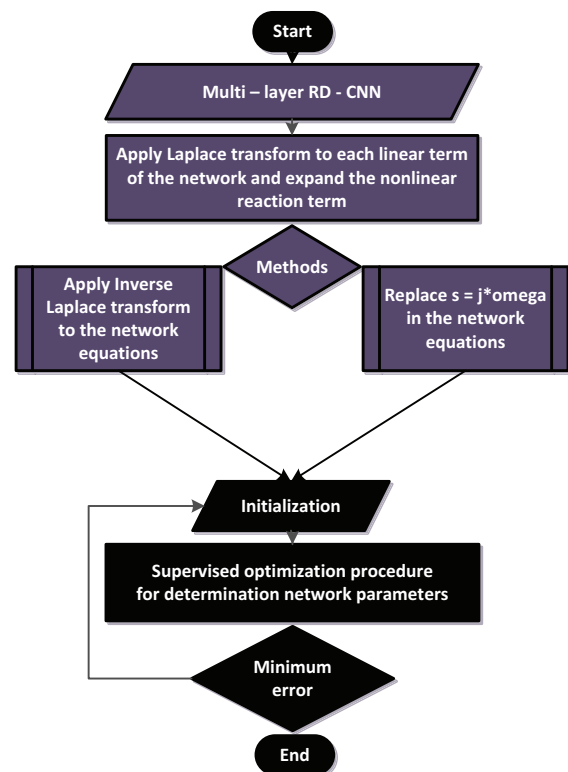 Start
Multi – layer RD - CNN
Apply Laplace transform to each linear term
of the network and expand the nonlinear
reaction term
Methods
Apply Inverse
Laplace transform
to the network
equations
Replace s = j*omega
in the network
equations
Initialization
Supervised optimization procedure
for determination network parameters
Minimum
error
End